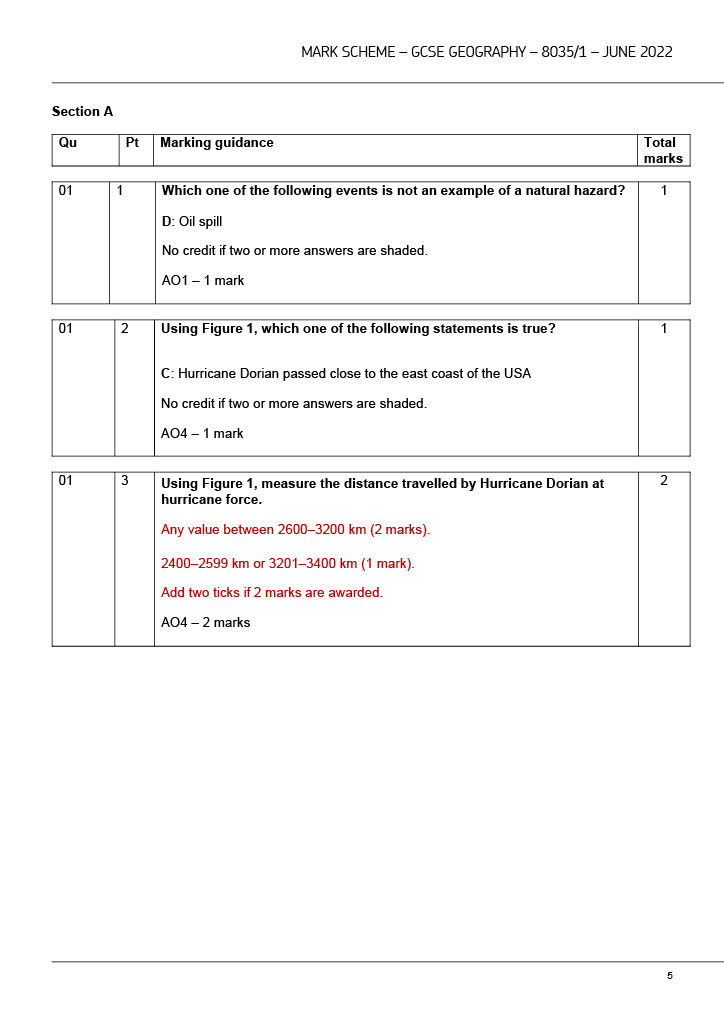 MARK SCHEME – GCSE GEOGRAPHY – 8035/1 – JUNE 2022
Section A
Qu Pt Marking guidance Total marks
01 1 Which one of the following events is not an example of a natural hazard? 1
D: Oil spill
No credit if two or more answers are shaded.
AO1 – 1 mark
01 2 Using Figure 1, which one of the following statements is true? 1
C: Hurricane Dorian passed close to the east coast of the USA
No credit if two or more answers are shaded.
AO4 – 1 mark
01 3 Using Figure 1, measure the distance travelled by Hurricane Dorian at 2
hurricane force.
Any value between 2600–3200 km (2 marks).
2400–2599 km or 3201–3400 km (1 mark).
Add two ticks if 2 marks are awarded.
AO4 – 2 marks
5